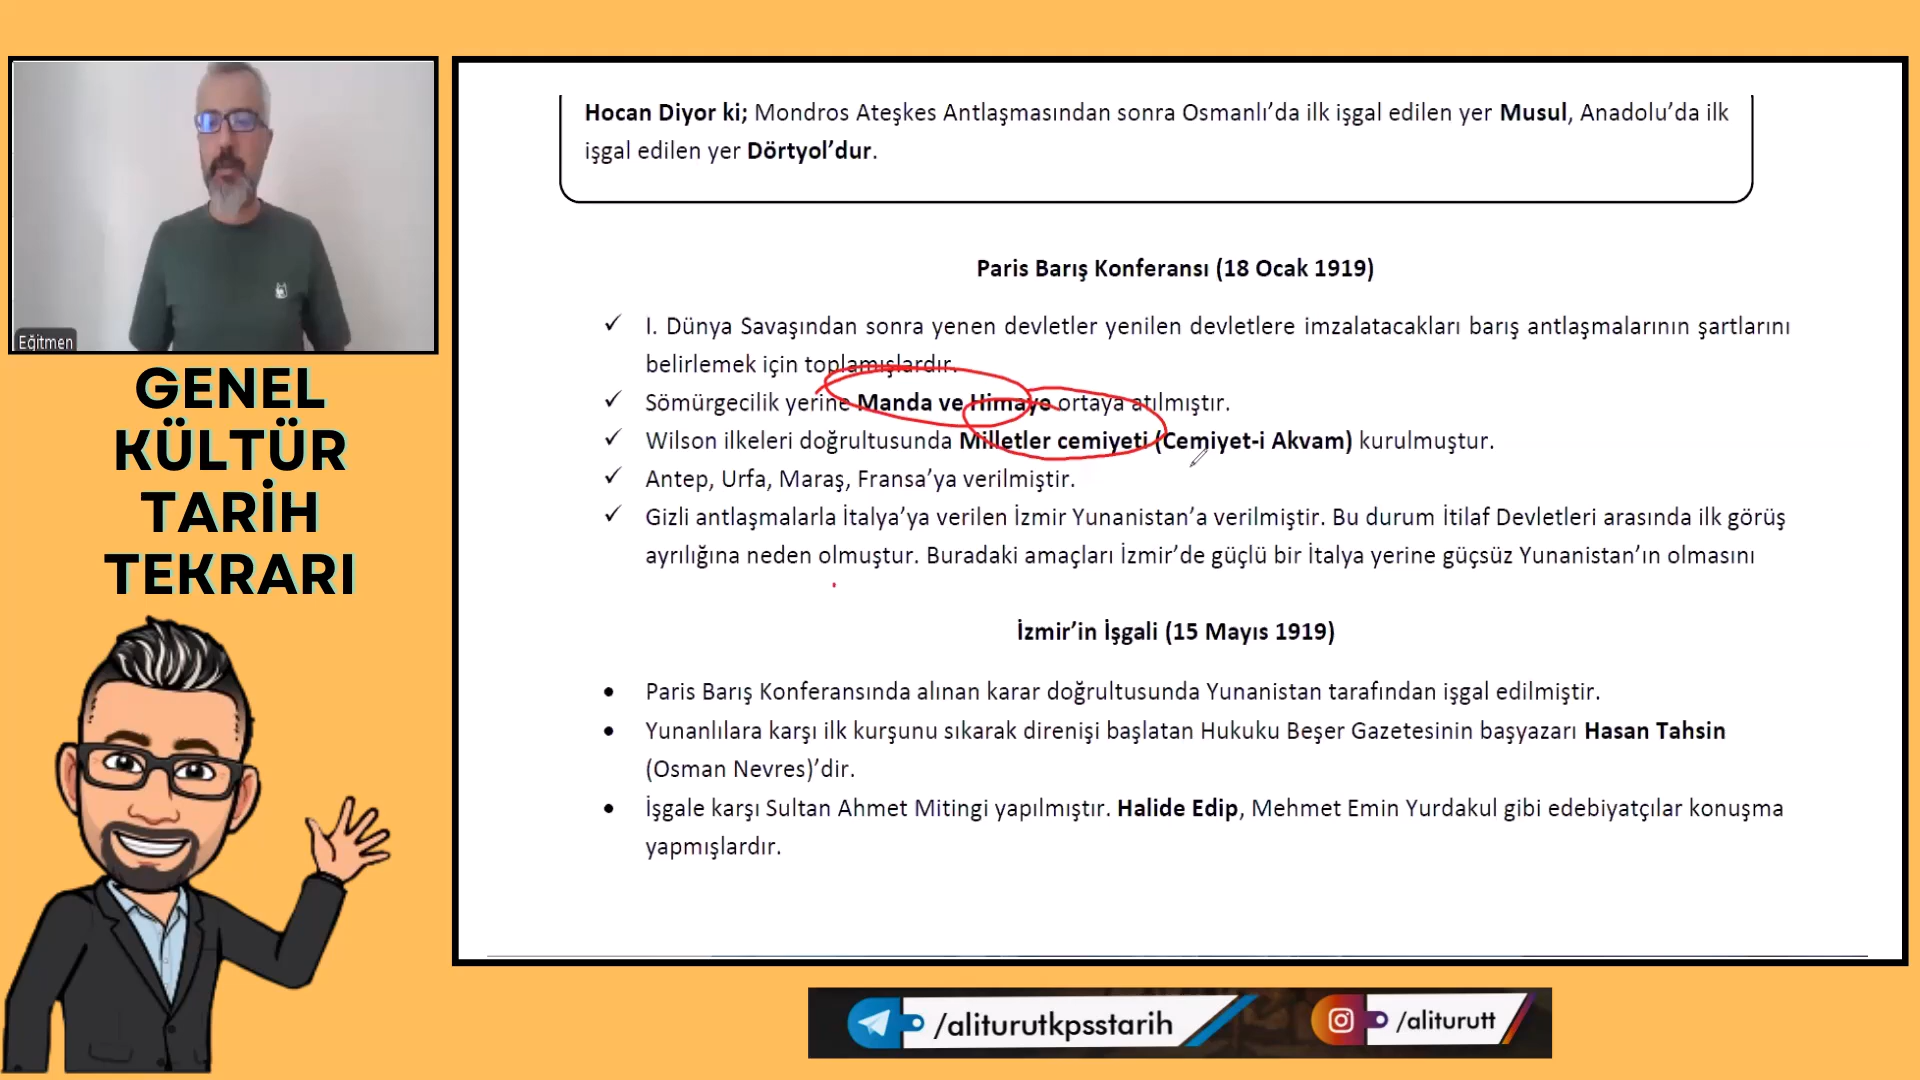 Eğitmen
GENEL
KÜLTÜR
TARİH
TEKRARI
Hocan Diyor ki; Mondros Ateşkes Antlaşmasından sonra Osmanlı’da ilk işgal edilen yer Musul, Anadolu’da ilk
işgal edilen yer Dörtyol’dur.
Paris Barış Konferansı (18 Ocak 1919)
✓ I. Dünya Savaşından sonra yenen devletler yenilen devletlere imzalatacakları barış antlaşmalarının şartlarını
belirlemek için toplamışlardır.
✓ Sömürgecilik yerine Manda ve Himaye ortaya atılmıştır.
✓ Wilson ilkeleri doğrultusunda Milletler cemiyeti (Cemiyet-i Akvam) kurulmuştur.
✓ Antep, Urfa, Maraş, Fransa’ya verilmiştir.
✓ Gizli antlaşmalarla İtalya’ya verilen İzmir Yunanistan’a verilmiştir. Bu durum İtilaf Devletleri arasında ilk görüş
ayrılığına neden olmuştur. Buradaki amaçları İzmir’de güçlü bir İtalya yerine güçsüz Yunanistan’ın olmasını
İzmir’in İşgali (15 Mayıs 1919)
• Paris Barış Konferansında alınan karar doğrultusunda Yunanistan tarafından işgal edilmiştir.
• Yunanlılara karşı ilk kurşunu sıkarak direnişi başlatan Hukuku Beşer Gazetesinin başyazarı Hasan Tahsin
(Osman Nevres)’dir.
• İşgale karşı Sultan Ahmet Mitingi yapılmıştır. Halide Edip, Mehmet Emin Yurdakul gibi edebiyatçılar konuşma
yapmışlardır.
/aliturutkpsstarih
/aliturutt